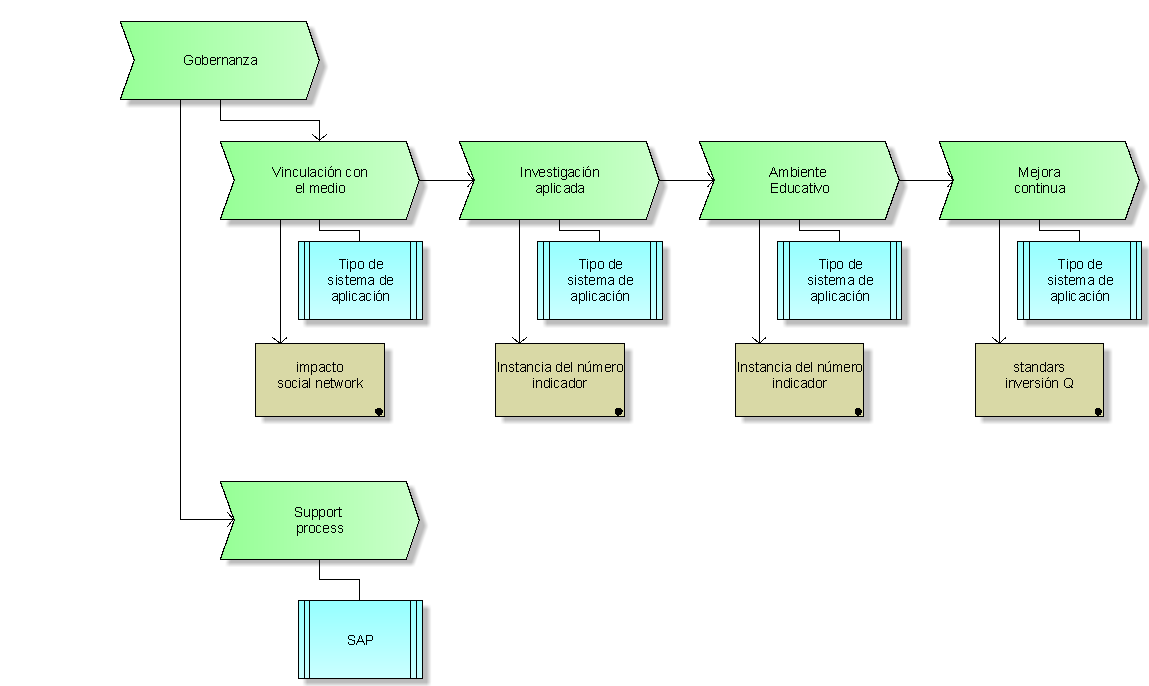 Gobernanza
Vinculación con
el medio
Investigación
aplicada
Ambiente
Educativo
Mejora
continua
Tipo de
sistema de
aplicación
Tipo de
sistema de
aplicación
Tipo de
sistema de
aplicación
Tipo de
sistema de
aplicación
impacto
social network
Instancia del número
indicador
Instancia del número
indicador
standars
inversión Q
Support
process
SAP